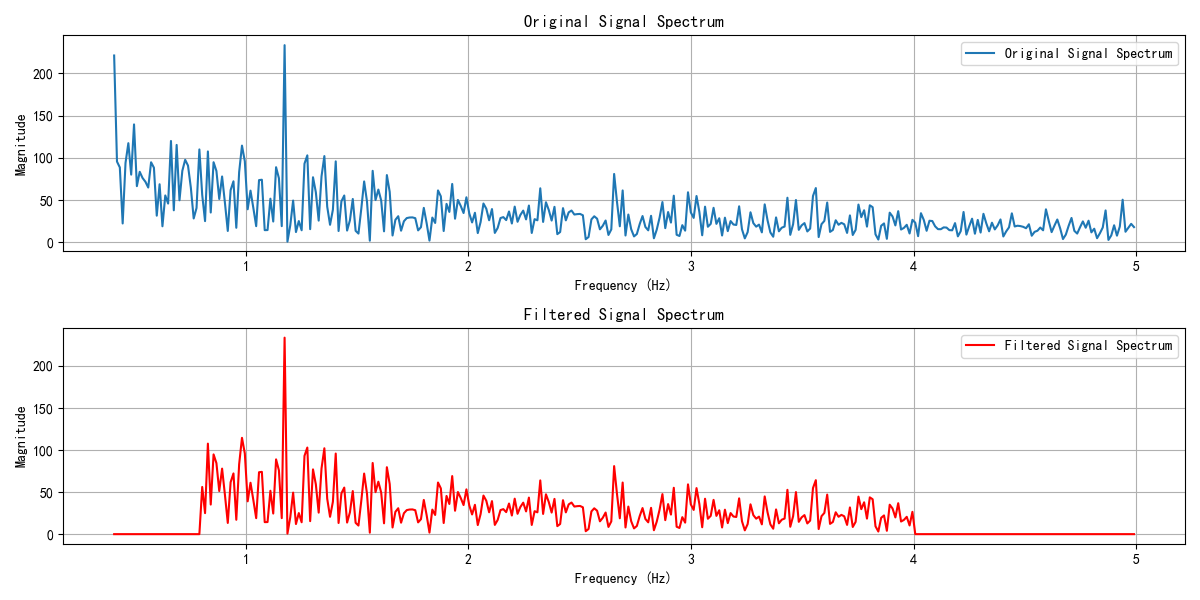 Original Signal Spectrum
Original Signal Spectrum
Magnitude
200
150
100
50
0
1
2
3
4
5
Frequency (Hz)
Filtered Signal Spectrum
Filtered Signal Spectrum
Magnitude
200
150
100
50
0
1
2
3
4
5
Frequency (Hz)